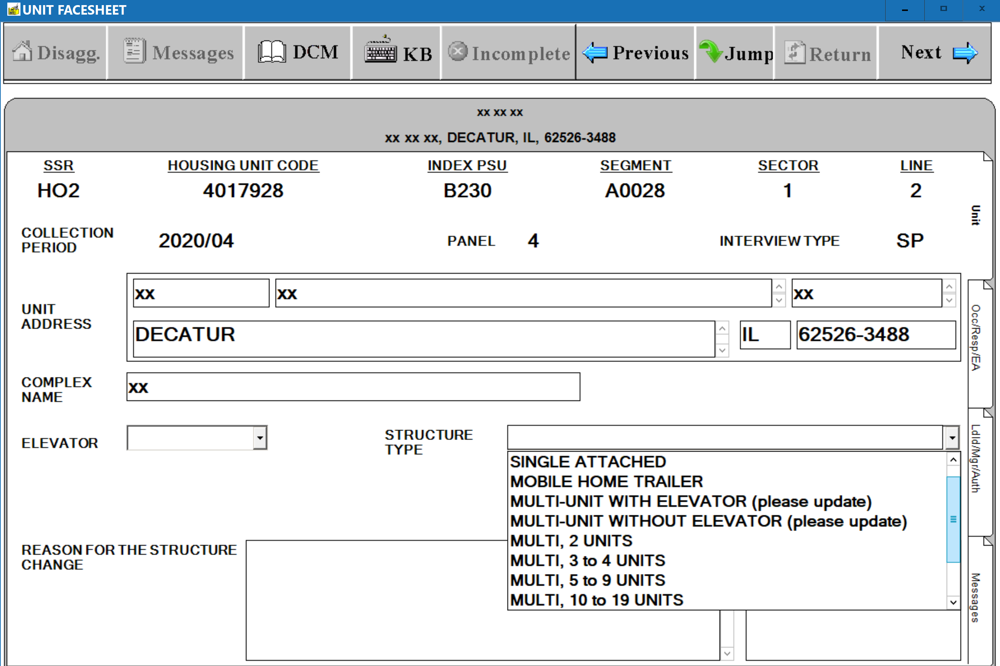 UNIT FACESHEET
Disagg. Messages DCM KB Incomplete Previous Jump Return Next
xx xx xx
xx xx xx, DECATUR, IL, 62526-3488
SSR HOUSING UNIT CODE INDEX PSU SEGMENT SECTOR LINE
HO2 4017928 B230 A0028 1 2
Unit
COLLECTION
PERIOD
2020/04 PANEL 4 INTERVIEW TYPE SP
UNIT
ADDRESS
xx xx xx
DECATUR IL 62526-3488
Occ/Resp/EA
COMPLEX
NAME
xx
ELEVATOR
STRUCTURE
TYPE
Ldld/Mgr/Auth
SINGLE ATTACHED
MOBILE HOME TRAILER
MULTI-UNIT WITH ELEVATOR (please update)
MULTI-UNIT WITHOUT ELEVATOR (please update)
MULTI, 2 UNITS
MULTI, 3 to 4 UNITS
MULTI, 5 to 9 UNITS
MULTI, 10 to 19 UNITS
REASON FOR THE STRUCTURE
CHANGE
Messages